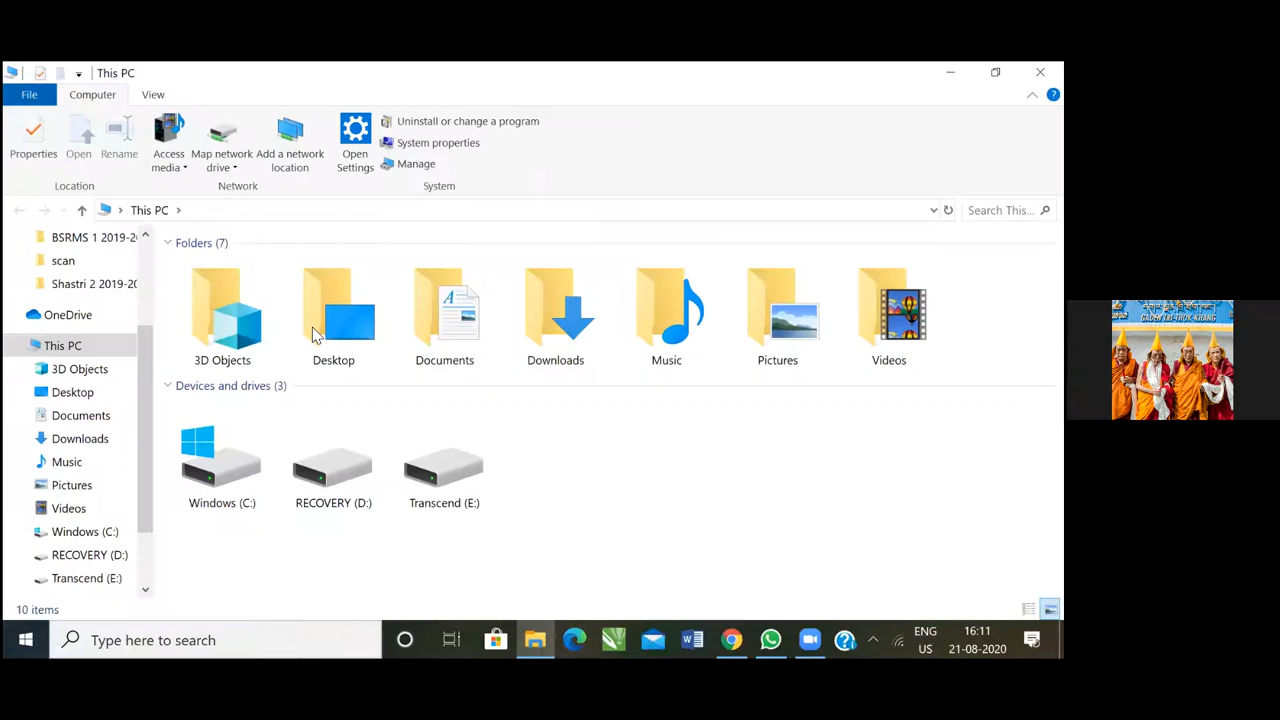 This PC
File
Computer
View
Properties
Open
Rename
Access
media
Map network
drive
Add a network
location
Open
Settings
Uninstall or change a program
System properties
Manage
Location
Network
System
This PC
Search This...
BSRMS 1 2019-20
scan
Shastri 2 2019-20
OneDrive
This PC
3D Objects
Desktop
Documents
Downloads
Music
Pictures
Videos
Windows (C:)
RECOVERY (D:)
Transcend (E:)
Folders (7)
3D Objects
Desktop
Documents
Downloads
Music
Pictures
Videos
Devices and drives (3)
Windows (C:)
RECOVERY (D:)
Transcend (E:)
10 items
Type here to search
ENG
US
16:11
21-08-2020